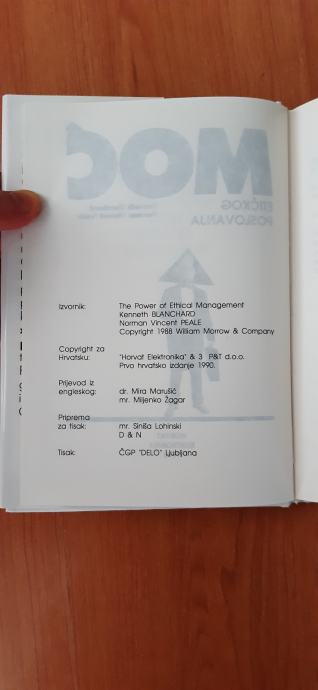 MOĆ
ETIČKOG
POSLOVANJA
Izvornik: The Power of Ethical Management
Kenneth BLANCHARD
Norman Vincent PEALE
Copyright 1988 William Morrow & Company
Copyright za
Hrvatsku: "Horvat Elektronika" & 3 P&T d.o.o.
Prvo hrvatsko izdanje 1990.
Prijevod iz
engleskog: dr. Mira Marušić
mr. Miljenko Žagar
Priprema
za tisak: mr. Siniša Lohinski
D & N
Tisak: ČGP "DELO" Ljubljana